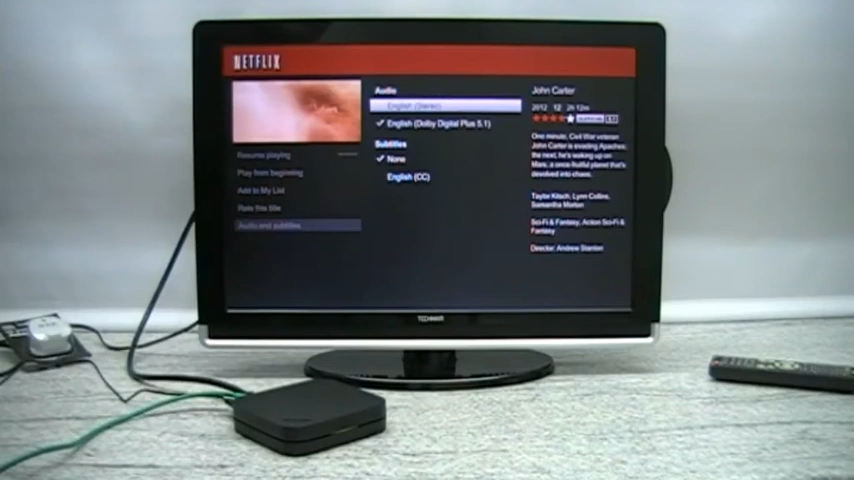 NETFLIX
Resume playing
Play from beginning
Add to My List
Rate this title
Audio and subtitles
Audio
English (Stereo)
✓ English (Dolby Digital Plus 5.1)
Subtitles
✓ None
English (CC)
John Carter
2012 12 2h 12m
One minute, Civil War veteran
John Carter is evading Apaches;
the next, he's waking up on
Mars, a once-fruitful planet that's
devolved into chaos.
Taylor Kitsch, Lynn Collins,
Samantha Morton
Sci-Fi & Fantasy, Action Sci-Fi &
Fantasy
Director: Andrew Stanton